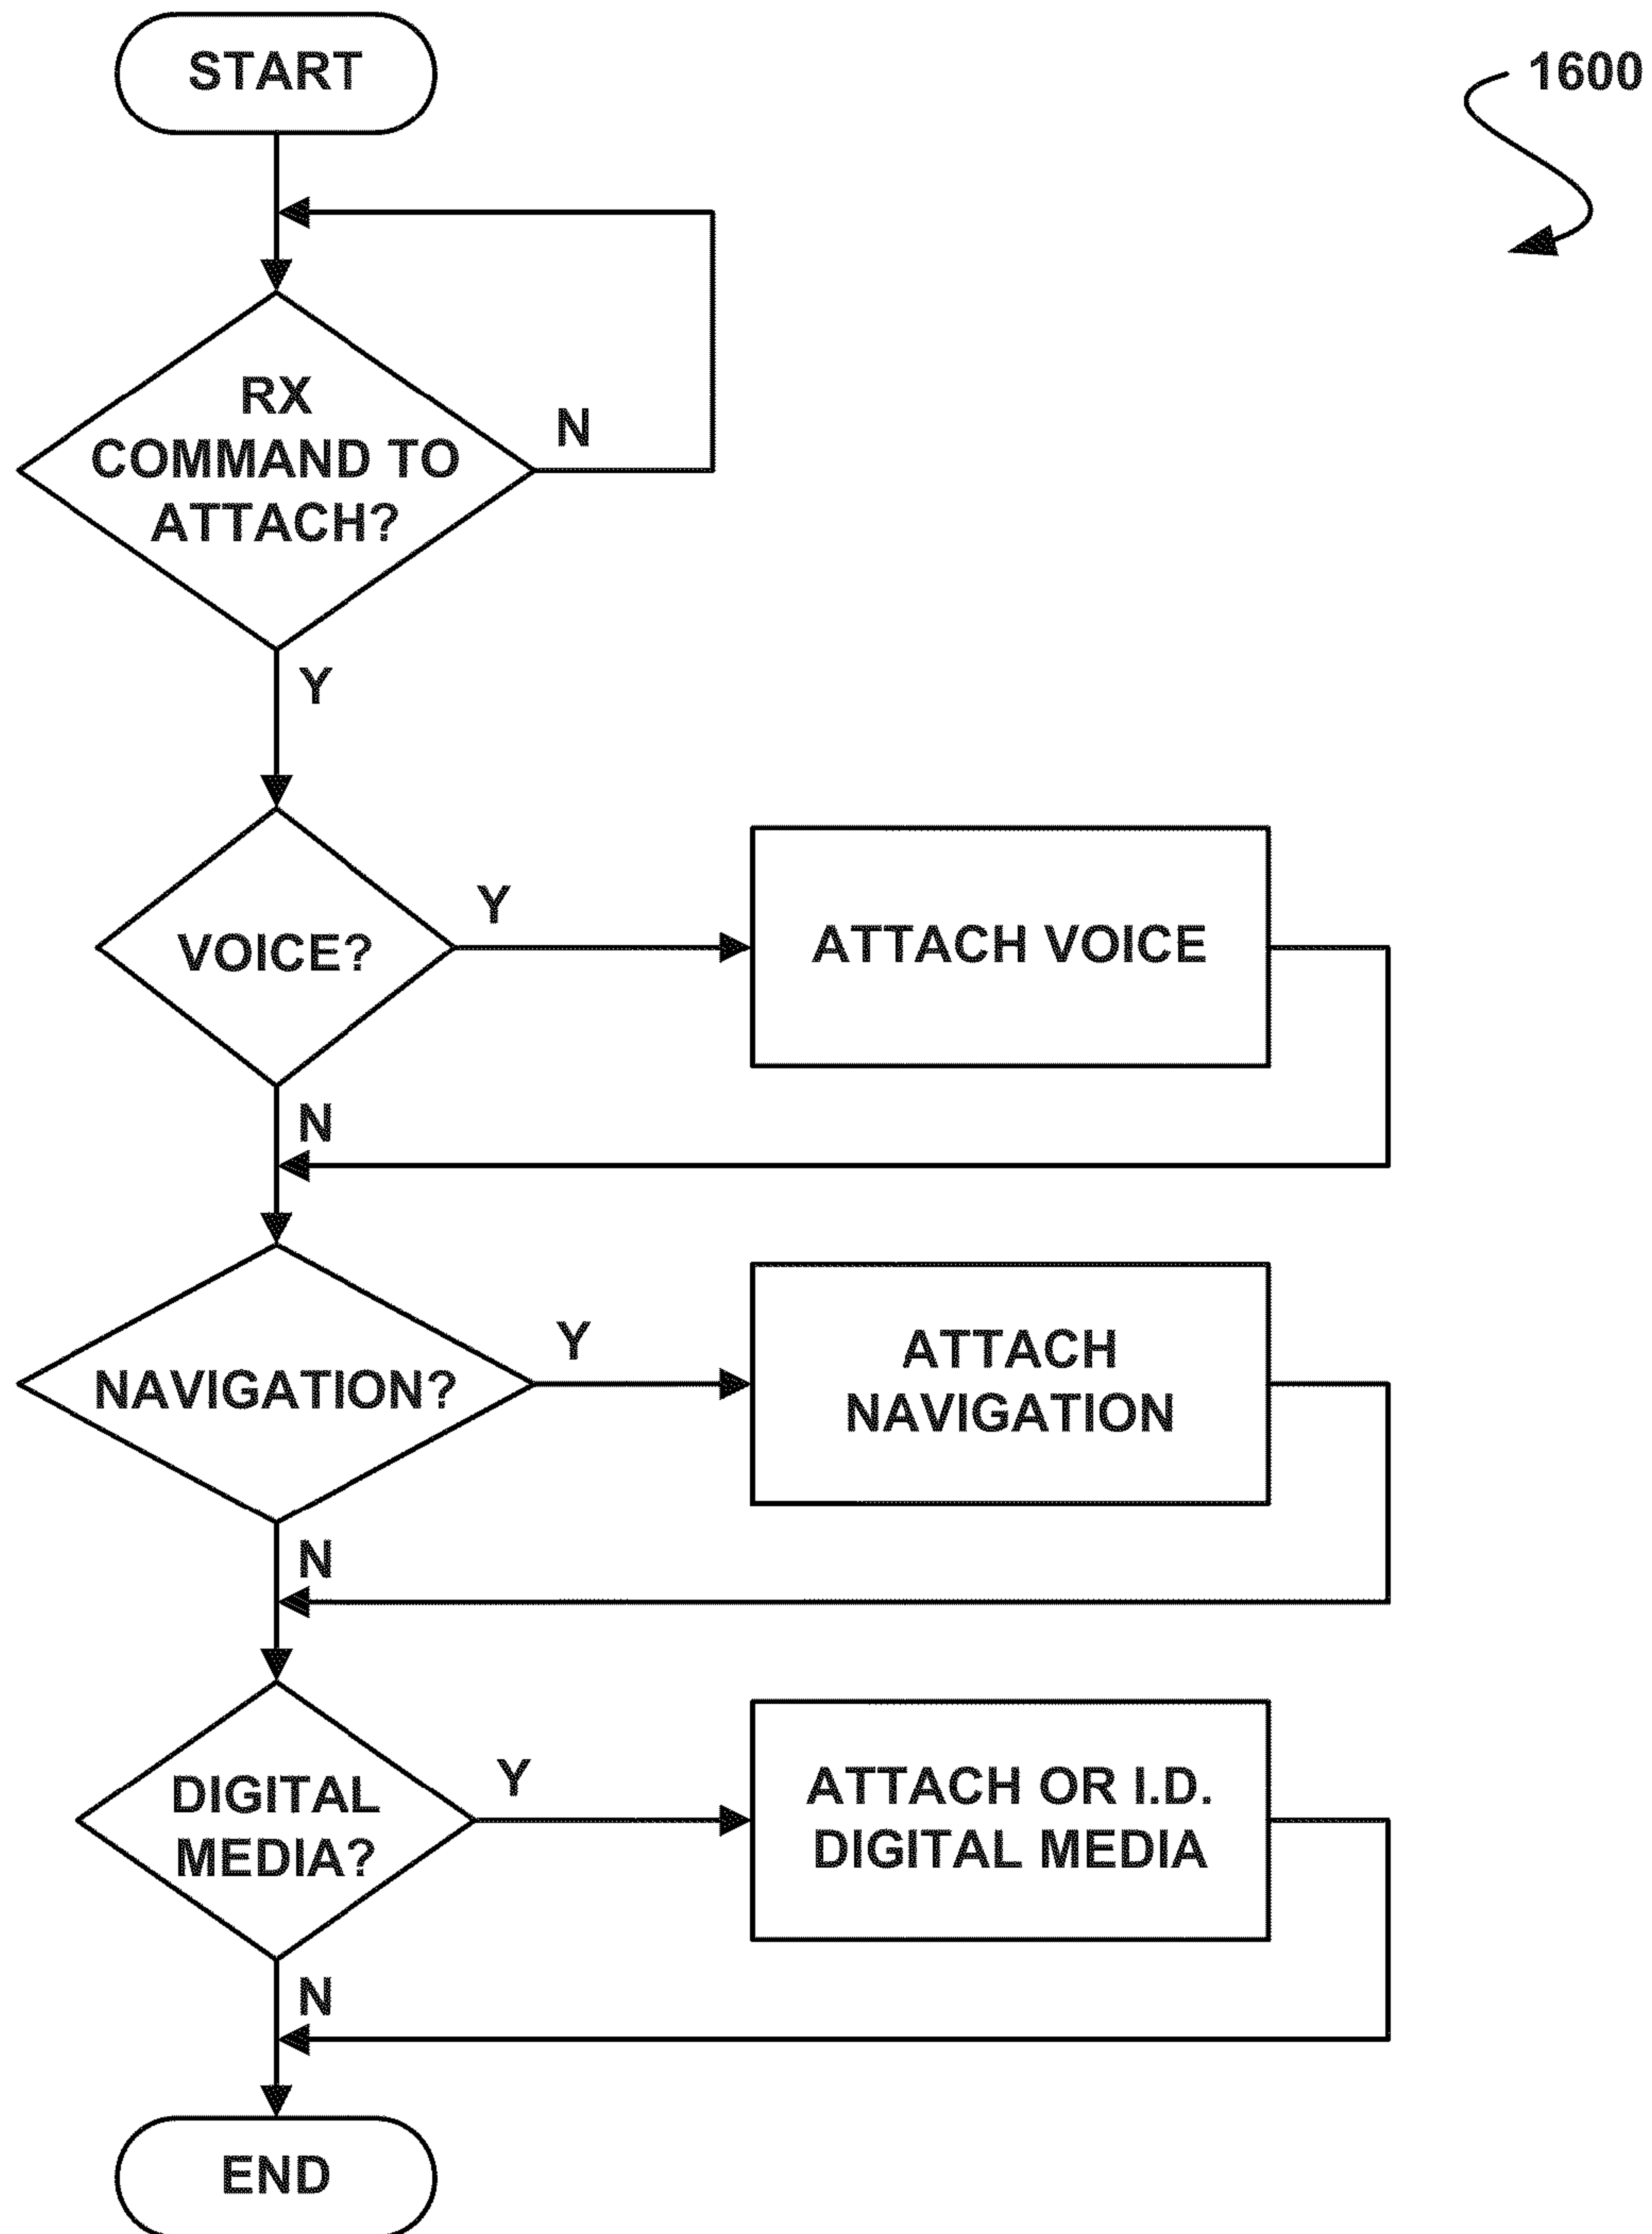 START
1600
RX
COMMAND TO
ATTACH?
N
Y
VOICE?
Y
ATTACH VOICE
N
NAVIGATION?
Y
ATTACH
NAVIGATION
N
DIGITAL
MEDIA?
Y
ATTACH OR I.D.
DIGITAL MEDIA
N
END